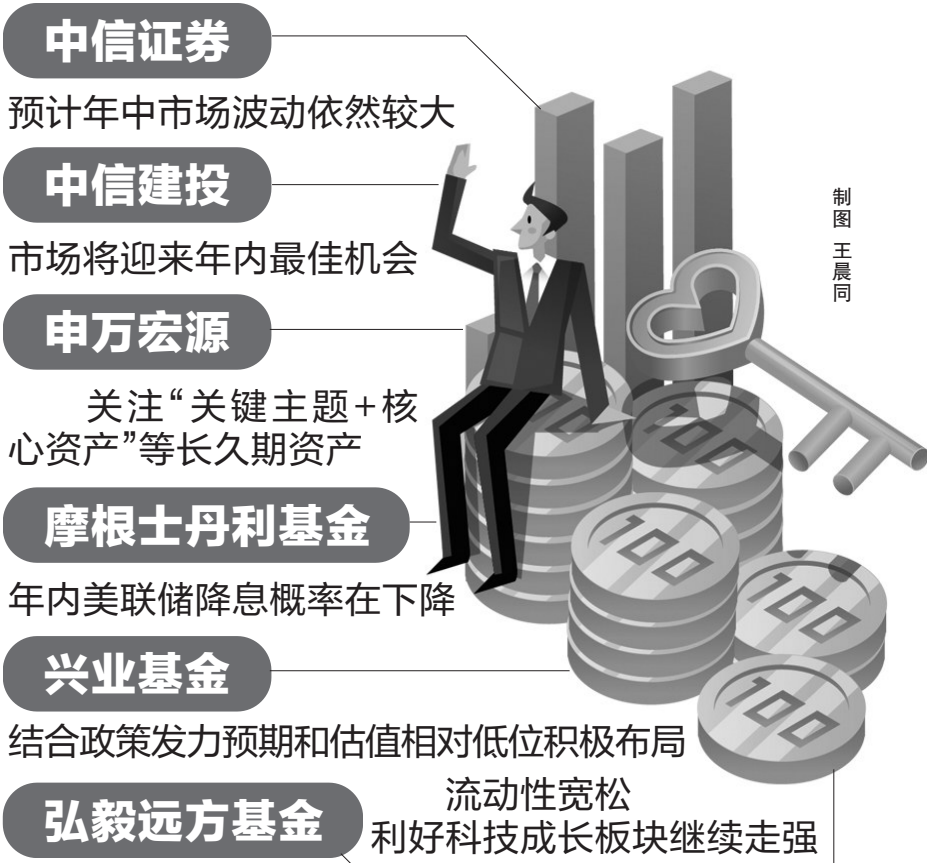 中信证券
预计年中市场波动依然较大
中信建投
市场将迎来年内最佳机会
申万宏源
关注“关键主题+核
心资产”等长久期资产
摩根士丹利基金
年内美联储降息概率在下降
兴业基金
结合政策发力预期和估值相对低位积极布局
弘毅远方基金
流动性宽松
利好科技成长板块继续走强
制图 王晨同
100
100
100
100
100